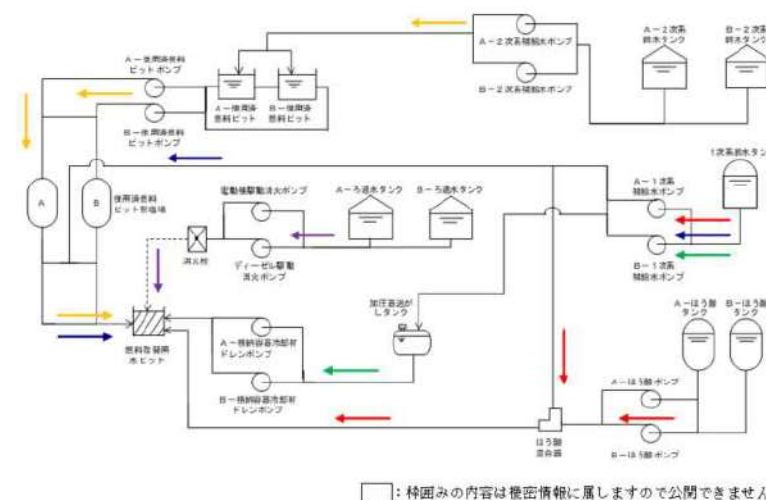 A－2次系補給水ポンプ
B－2次系補給水ポンプ
A－2次系
純水タンク
B－2次系
純水タンク
A－使用済燃料
ピットポンプ
B－使用済燃料
ピットポンプ
A－使用済
燃料ピット
B－使用済
燃料ピット
A
B
使用済燃料
ピット脱塩塔
電動機駆動消火ポンプ
ディーゼル駆動
消火ポンプ
A－ろ過水タンク
B－ろ過水タンク
消火栓
A－1次系
補給水ポンプ
B－1次系
補給水ポンプ
1次系純水タン
加圧器逃がし
タンク
燃料取替用
水ピット
A－格納容器冷却材
ドレンポンプ
B－格納容器冷却材
ドレンポンプ
ほう酸
混合器
A－ほう酸
タンク
B－ほう酸
タンク
A－ほう酸ポンプ
B－ほう酸ポンプ
：枠囲みの内容は機密情報に属しますので公開できません